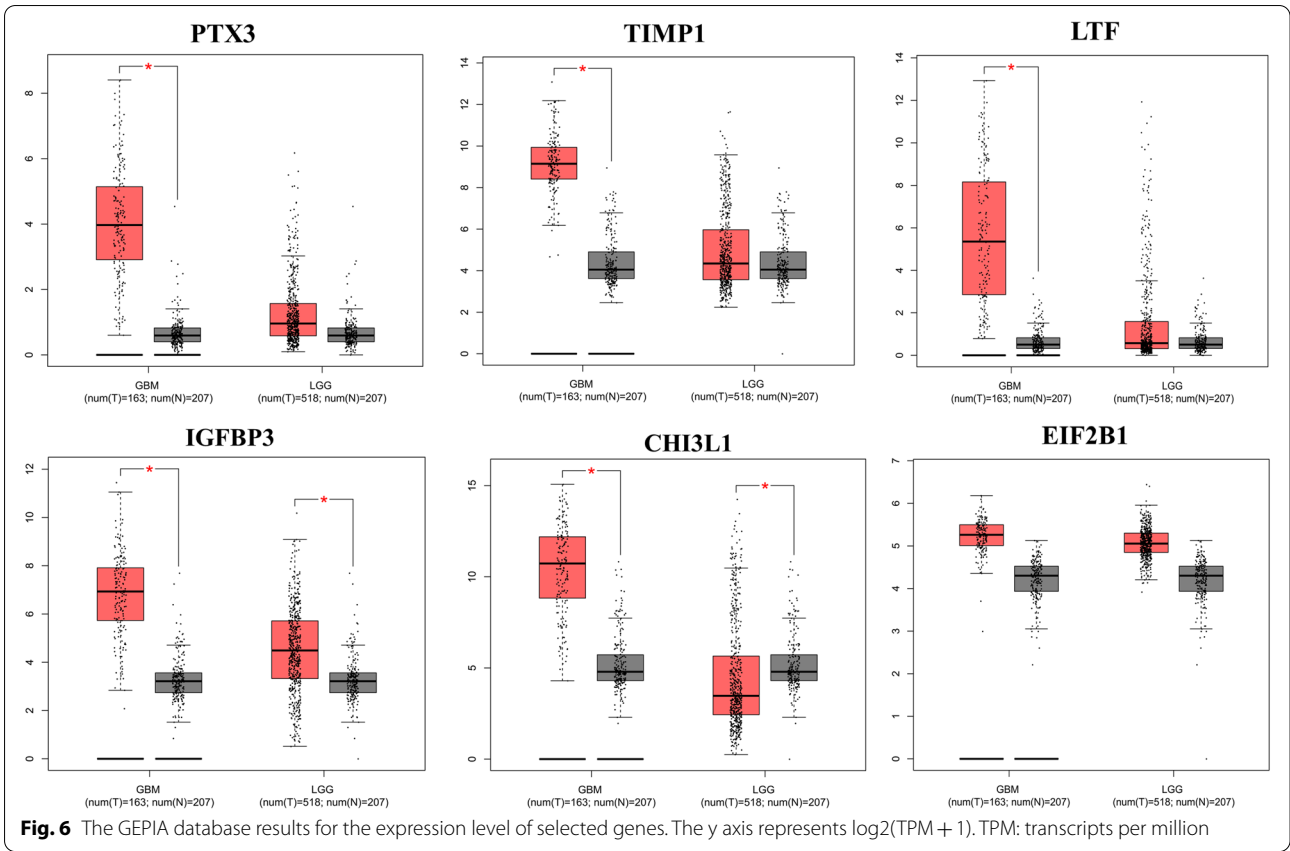 PTX3
*
8
6
4
2
0
GBM
(num(T)=163; num(N)=207)
LGG
(num(T)=518; num(N)=207)
TIMP1
*
14
12
10
8
6
4
2
0
GBM
(num(T)=163; num(N)=207)
LGG
(num(T)=518; num(N)=207)
LTF
*
14
12
10
8
6
4
2
0
GBM
(num(T)=163; num(N)=207)
LGG
(num(T)=518; num(N)=207)
IGFBP3
*
*
12
10
8
6
4
2
0
GBM
(num(T)=163; num(N)=207)
LGG
(num(T)=518; num(N)=207)
CHI3L1
*
*
15
10
5
0
GBM
(num(T)=163; num(N)=207)
LGG
(num(T)=518; num(N)=207)
EIF2B1
7
6
5
4
3
2
1
0
GBM
(num(T)=163; num(N)=207)
LGG
(num(T)=518; num(N)=207)
Fig. 6 The GEPIA database results for the expression level of selected genes. The y axis represents log2(TPM + 1). TPM: transcripts per million